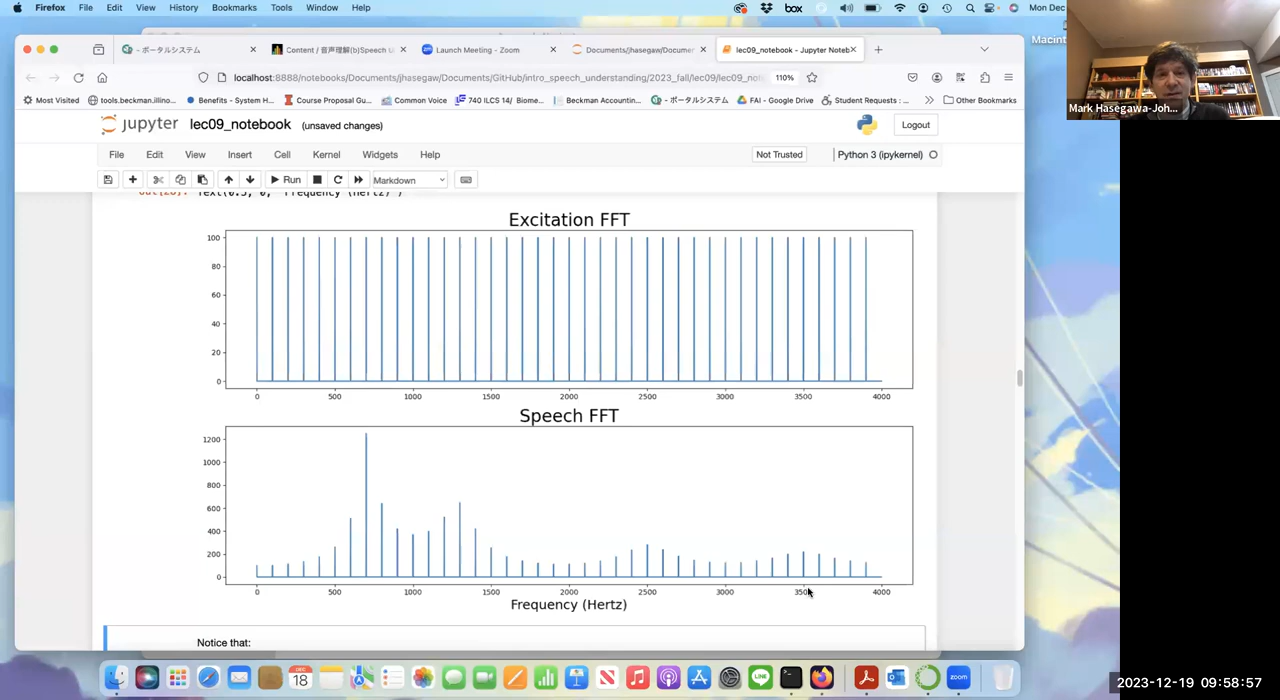 Firefox File Edit View History Bookmarks Tools Window Help box Mon Dec
Macint
Mark Hasegawa-Joh...
- ポータルシステム × Content / 音声理解(U/Speech U × Launch Meeting - Zoom × Documents/jhasegaw/Documer × lec09_notebook - Jupyter Noteb × +
localhost:8888/notebooks/Documents/jhasegaw/Documents/GitHub/intro_speech_understanding/2023_fall/lec09/lec09_not 110%
Most Visited tools.beckman.illino... Benefits - System H... Course Proposal Gu... Common Voice 740 ILCS 14/ Biome... Beckman Accountin... - ポータルシステム FAI - Google Drive Student Requests : ... Other Bookmarks
jupyter lec09_notebook (unsaved changes) Logout
File Edit View Insert Cell Kernel Widgets Help Not Trusted Python 3 (ipykernel)
Run Markdown
Excitation FFT
100
80
60
40
20
0
0 500 1000 1500 2000 2500 3000 3500 4000
Speech FFT
1200
1000
800
600
400
200
0
0 500 1000 1500 2000 2500 3000 3500 4000
Frequency (Hertz)
Notice that:
DEC
18
zoom
2023-12-19 09:58:57